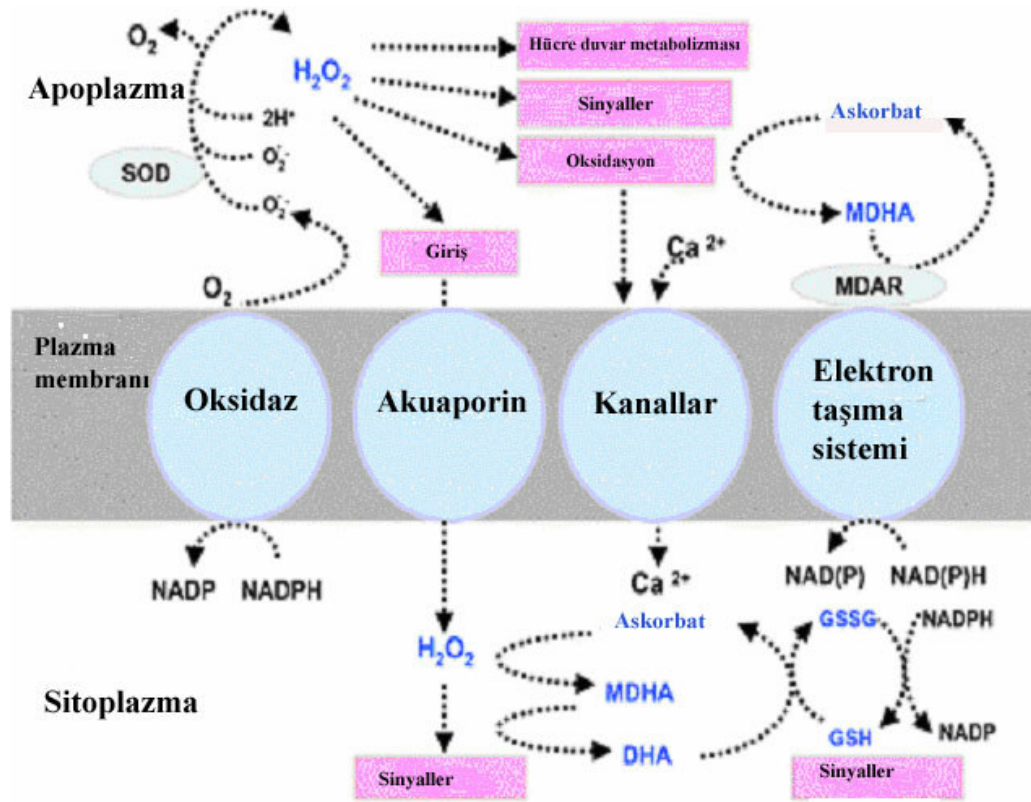 O₂
Apoplazma
H₂O₂
Hücre duvar metabolizması
Sinyaller
Oksidasyon
Askorbat
2H⁺
O₂·-
SOD
O₂·-
MDHA
Giriş
Ca 2+
O₂
MDAR
Plazma
membranı
Oksidaz
Akuaporin
Kanallar
Elektron
taşıma
sistemi
NADP NADPH
Ca 2+
NAD(P) NAD(P)H
Askorbat
GSSG
NADPH
H₂O₂
MDHA
Sitoplazma
DHA
GSH
NADP
Sinyaller
Sinyaller